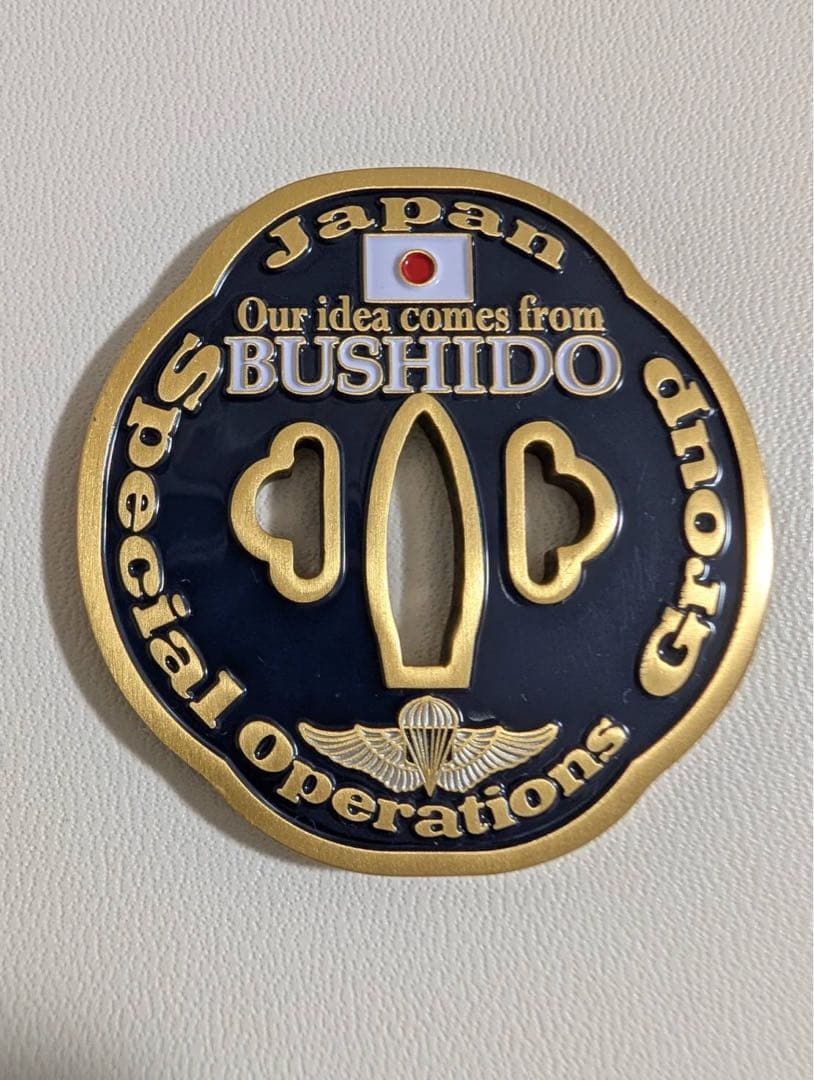 Japan
Our idea comes from
BUSHIDO
Special Operations Group